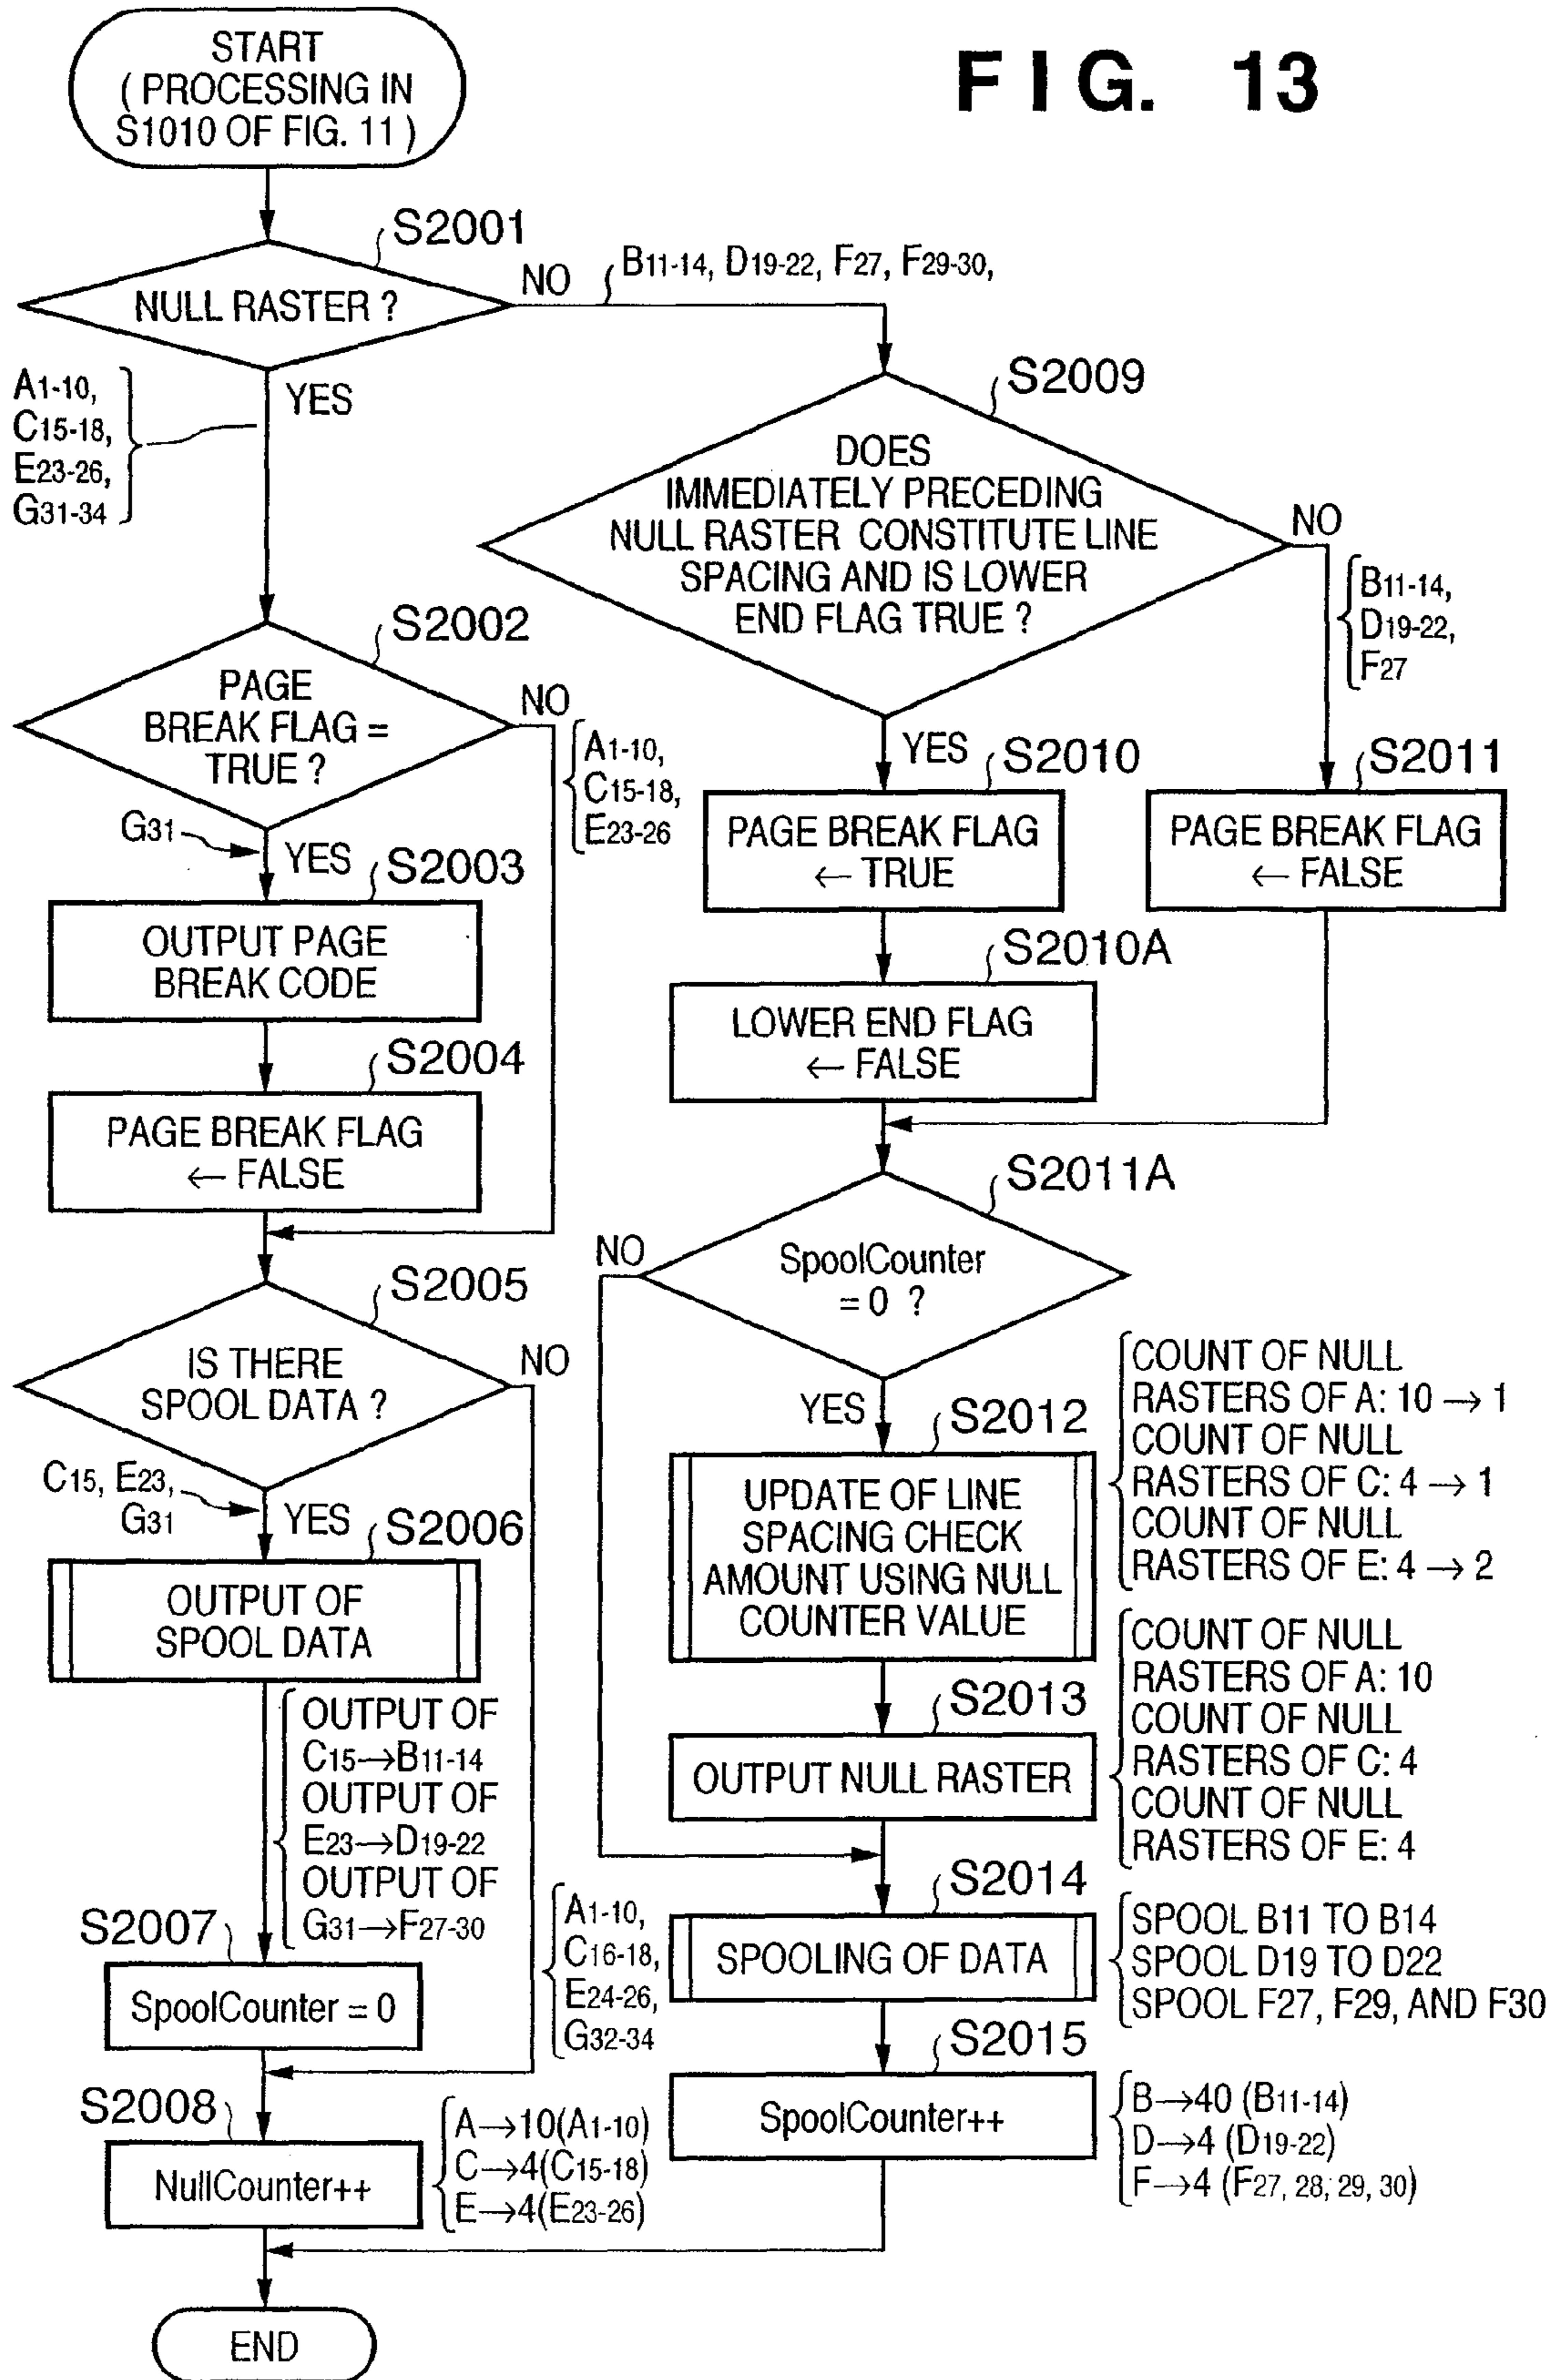 FIG. 13
START
( PROCESSING IN
S1010 OF FIG. 11 )
S2001
NULL RASTER ?
NO
B11-14, D19-22, F27, F29-30,
YES
A1-10,
C15-18,
E23-26,
G31-34
S2002
PAGE
BREAK FLAG =
TRUE ?
NO
A1-10,
C15-18,
E23-26
G31
YES
S2003
OUTPUT PAGE
BREAK CODE
S2004
PAGE BREAK FLAG
← FALSE
S2005
IS THERE
SPOOL DATA ?
NO
C15, E23,
G31
YES
S2006
OUTPUT OF
SPOOL DATA
OUTPUT OF
C15→B11-14
OUTPUT OF
E23→D19-22
OUTPUT OF
G31→F27-30
A1-10,
C16-18,
E24-26,
G32-34
S2007
SpoolCounter = 0
S2008
NullCounter++
A→10(A1-10)
C→4(C15-18)
E→4(E23-26)
END
S2009
DOES
IMMEDIATELY PRECEDING
NULL RASTER CONSTITUTE LINE
SPACING AND IS LOWER
END FLAG TRUE ?
NO
B11-14,
D19-22,
F27
YES
S2010
PAGE BREAK FLAG
← TRUE
S2011
PAGE BREAK FLAG
← FALSE
S2010A
LOWER END FLAG
← FALSE
S2011A
SpoolCounter
= 0 ?
NO
YES
S2012
UPDATE OF LINE
SPACING CHECK
AMOUNT USING NULL
COUNTER VALUE
COUNT OF NULL
RASTERS OF A: 10 → 1
COUNT OF NULL
RASTERS OF C: 4 → 1
COUNT OF NULL
RASTERS OF E: 4 → 2
S2013
OUTPUT NULL RASTER
COUNT OF NULL
RASTERS OF A: 10
COUNT OF NULL
RASTERS OF C: 4
COUNT OF NULL
RASTERS OF E: 4
S2014
SPOOLING OF DATA
SPOOL B11 TO B14
SPOOL D19 TO D22
SPOOL F27, F29, AND F30
S2015
SpoolCounter++
B→40 (B11-14)
D→4 (D19-22)
F→4 (F27, 28, 29, 30)